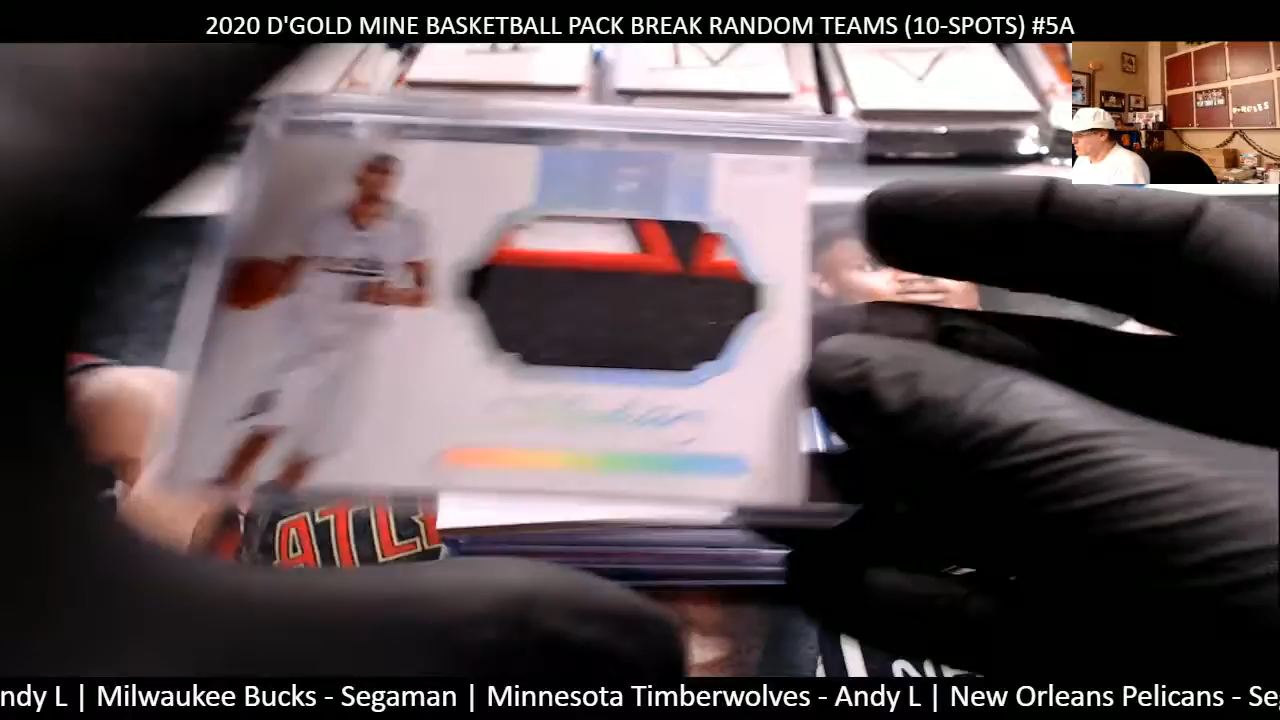 2020 D'GOLD MINE BASKETBALL PACK BREAK RANDOM TEAMS (10-SPOTS) #5A
ATL
ndy L | Milwaukee Bucks - Segaman | Minnesota Timberwolves - Andy L | New Orleans Pelicans - Se